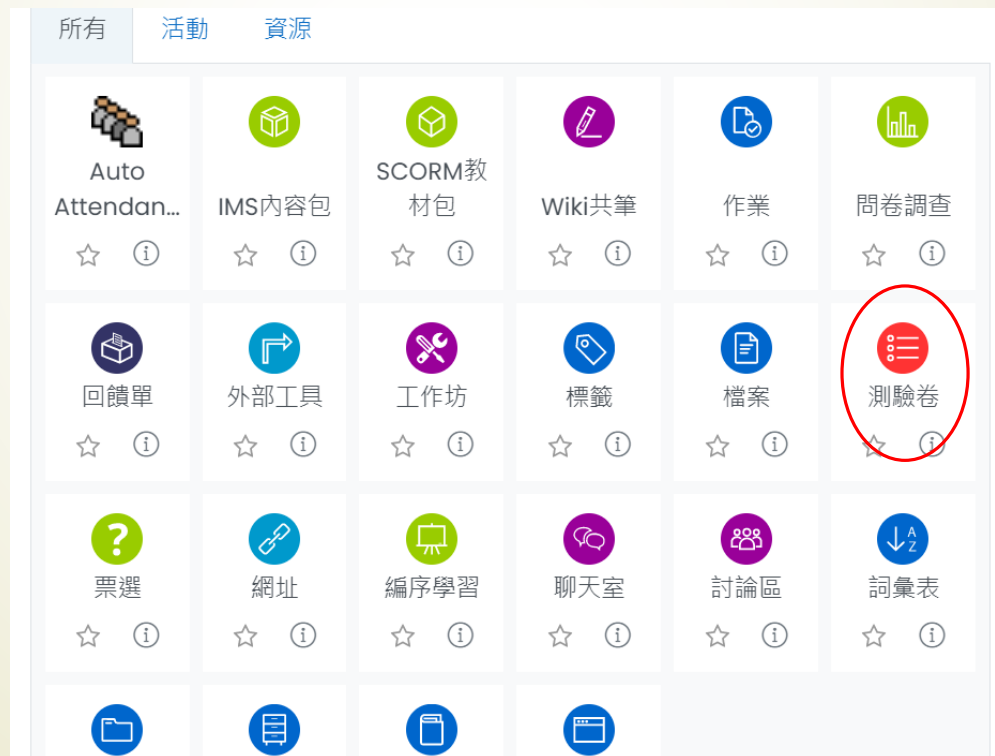 所有 活動 資源
Auto
Attendan...
IMS內容包
SCORM教
材包
Wiki共筆
作業
問卷調查
回饋單
外部工具
工作坊
標籤
檔案
測驗卷
票選
網址
編序學習
聊天室
討論區
詞彙表